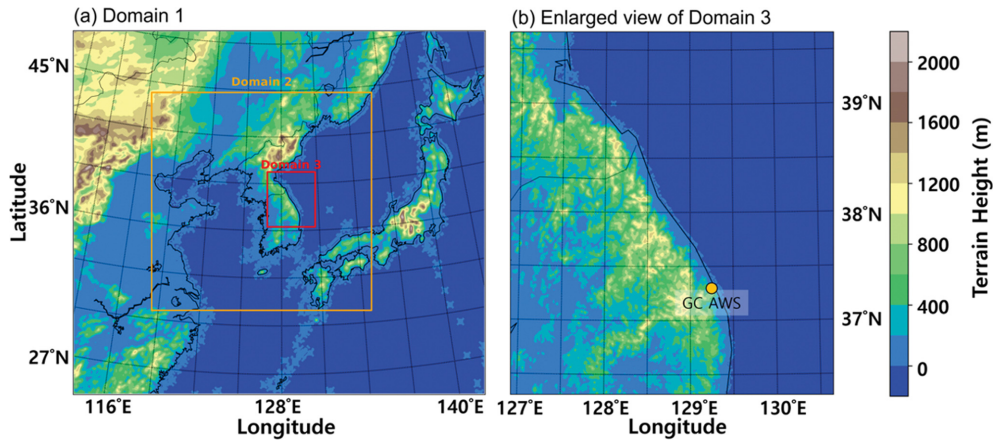 (a) Domain 1
(b) Enlarged view of Domain 3
Domain 2
Domain 3
45°N
36°N
27°N
Latitude
116°E
128°E
140°E
Longitude
GC AWS
39°N
38°N
37°N
127°E
128°E
129°E
130°E
Longitude
2000
1600
1200
800
400
0
Terrain Height (m)